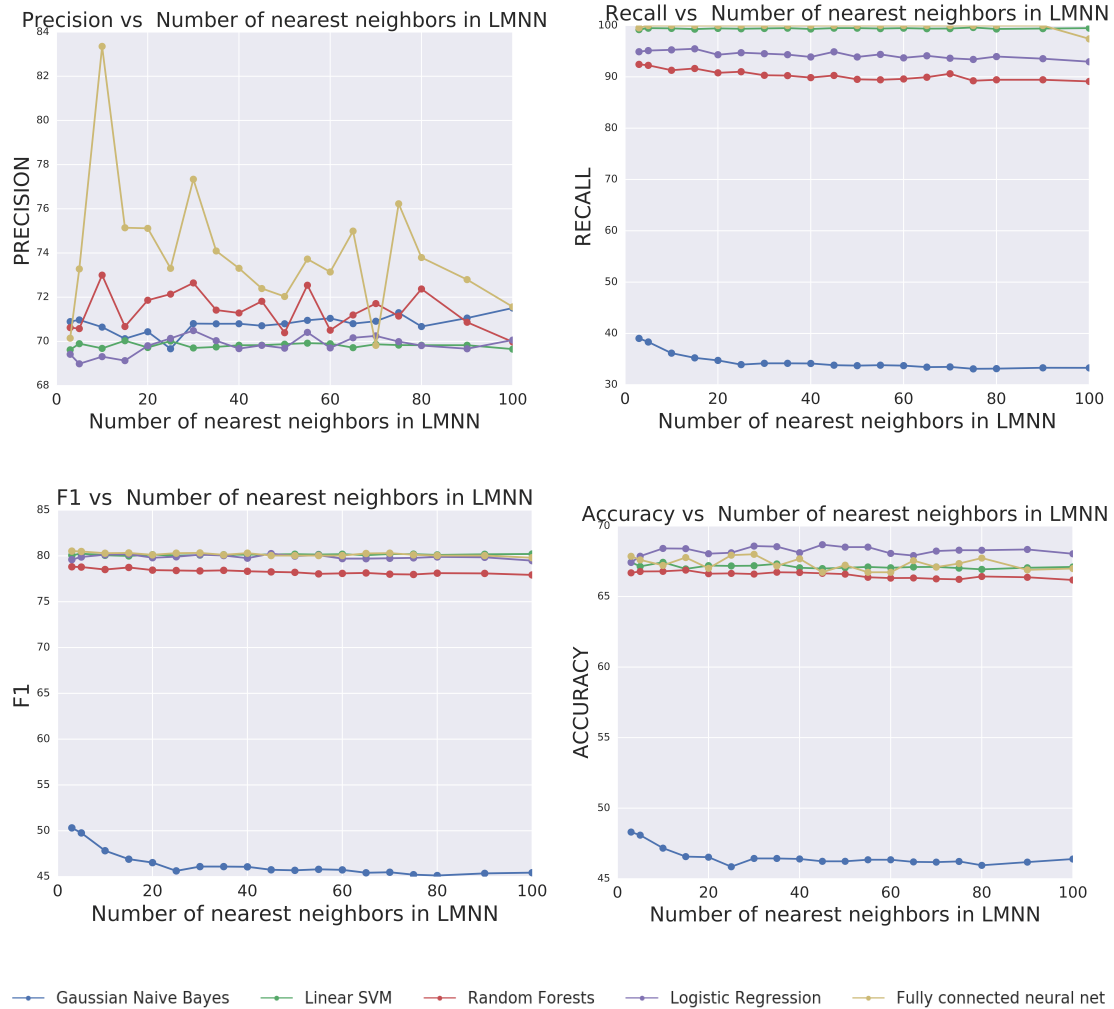 Precision vs  Number of nearest neighbors in LMNN
84
82
80
78
76
74
72
70
68
PRECISION
0 20 40 60 80 100
Number of nearest neighbors in LMNN
Recall vs  Number of nearest neighbors in LMNN
100
90
80
70
60
50
40
30
RECALL
0 20 40 60 80 100
Number of nearest neighbors in LMNN
F1 vs  Number of nearest neighbors in LMNN
85
80
75
70
65
60
55
50
45
F1
0 20 40 60 80 100
Number of nearest neighbors in LMNN
Accuracy vs  Number of nearest neighbors in LMNN
70
65
60
55
50
45
ACCURACY
0 20 40 60 80 100
Number of nearest neighbors in LMNN
Gaussian Naive Bayes Linear SVM Random Forests Logistic Regression Fully connected neural net